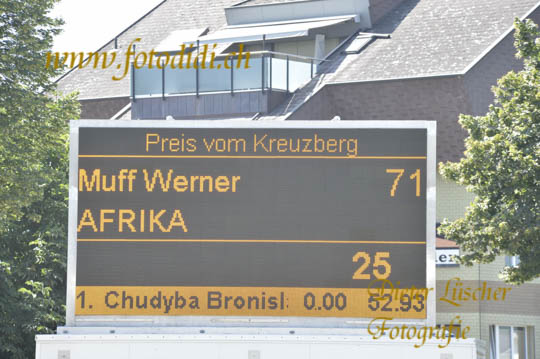 www.fotodidi.ch
Preis vom Kreuzberg
Muff Werner 71
AFRIKA
25
1. Chudyba Bronisl: 0.00 52.93
Dieter Lüscher
Fotografie